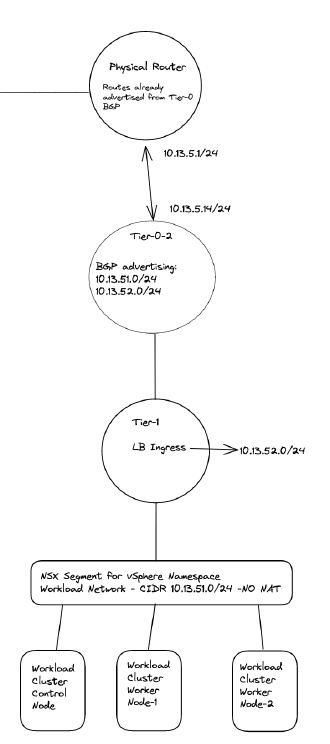 Physical Router
Routes already
advertised from Tier-0
BGP
10.13.5.1/24
10.13.5.14/24
Tier-0-2
BGP advertising:
10.13.51.0/24
10.13.52.0/24
Tier-1
LB Ingress
10.13.52.0/24
NSX Segment for vSphere Namespace
Workload Network - CIDR 10.13.51.0/24 -NO NAT
Workload
Cluster
Control
Node
Workload
Cluster
Worker
Node-1
Workload
Cluster
Worker
Node-2